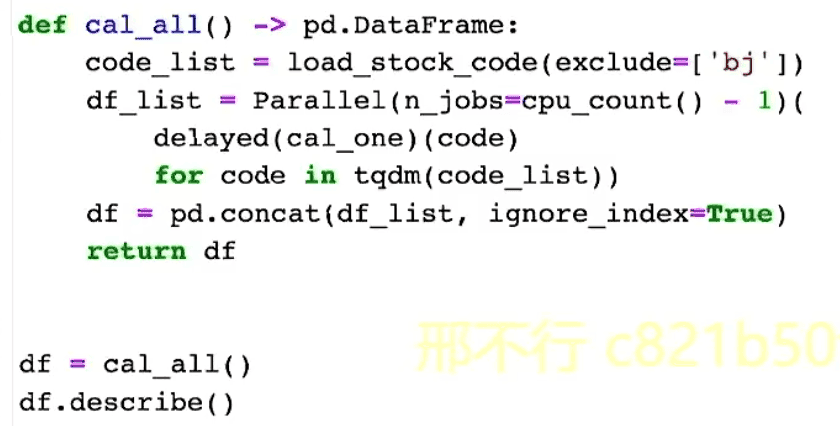 def cal_all() -> pd.DataFrame:
    code_list = load_stock_code(exclude=['bj'])
    df_list = Parallel(n_jobs=cpu_count() - 1)(
        delayed(cal_one)(code)
        for code in tqdm(code_list))
    df = pd.concat(df_list, ignore_index=True)
    return df
邢不行 c821b50
df = cal_all()
df.describe()